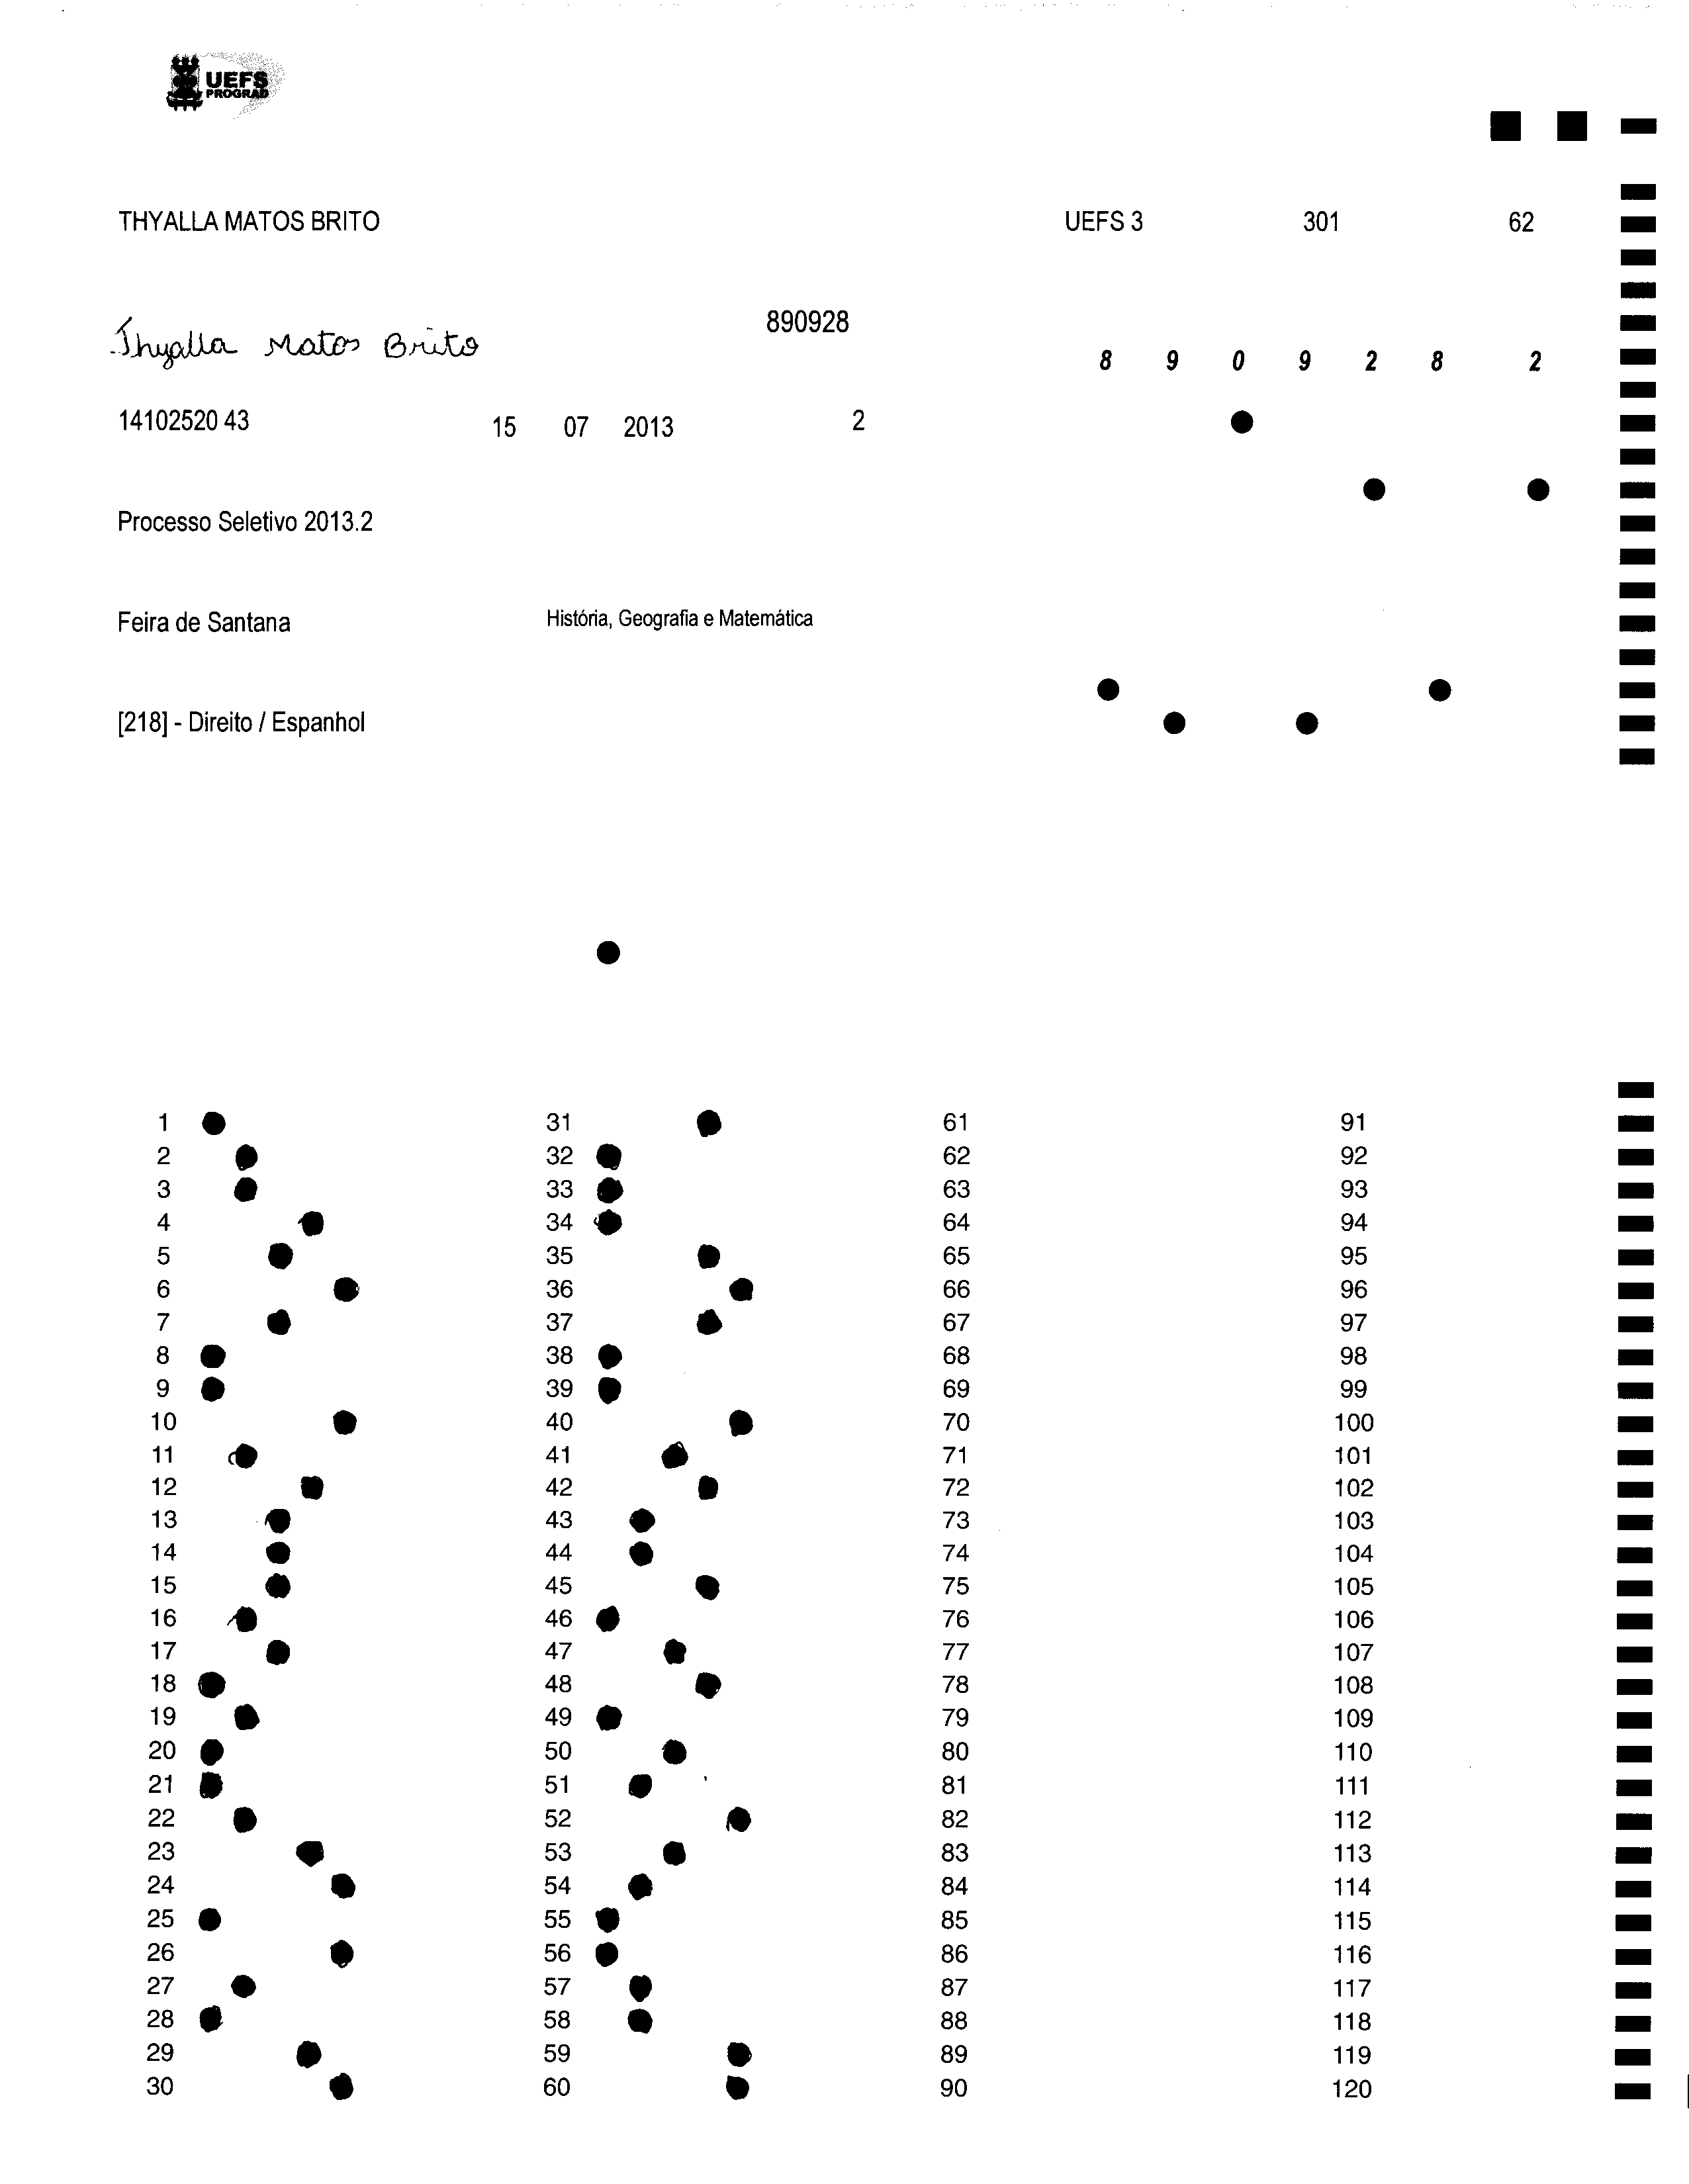 UEFS
PROGRAD
THYALLA MATOS BRITO UEFS 3 301 62
Thyalla Matos Brito 890928
8 9 0 9 2 8 2
14102520 43 15 07 2013 2
Processo Seletivo 2013.2
Feira de Santana História, Geografia e Matemática
[218] - Direito / Espanhol
1 31 61 91
2 32 62 92
3 33 63 93
4 34 64 94
5 35 65 95
6 36 66 96
7 37 67 97
8 38 68 98
9 39 69 99
10 40 70 100
11 41 71 101
12 42 72 102
13 43 73 103
14 44 74 104
15 45 75 105
16 46 76 106
17 47 77 107
18 48 78 108
19 49 79 109
20 50 80 110
21 51 81 111
22 52 82 112
23 53 83 113
24 54 84 114
25 55 85 115
26 56 86 116
27 57 87 117
28 58 88 118
29 59 89 119
30 60 90 120